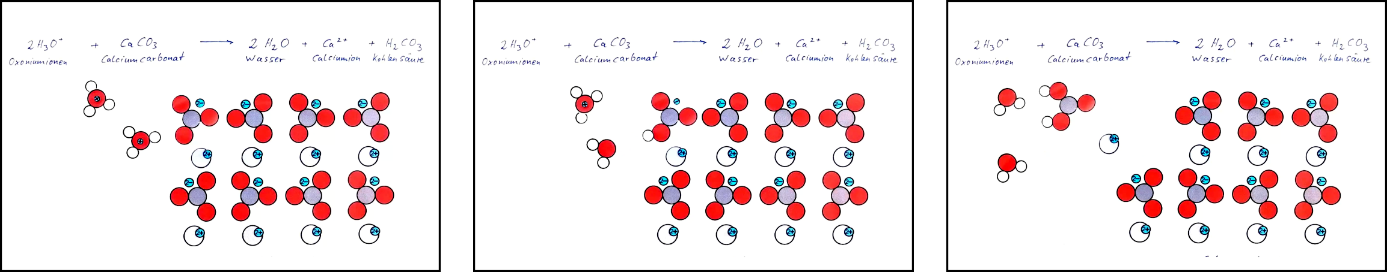 2 H₃O⁺ + CaCO₃ ⟶ 2 H₂O + Ca²⁺ + H₂CO₃
Oxoniumionen Calciumcarbonat Wasser Calciumion Kohlensäure
2 H₃O⁺ + CaCO₃ ⟶ 2 H₂O + Ca²⁺ + H₂CO₃
Oxoniumionen Calciumcarbonat Wasser Calciumion Kohlensäure
2 H₃O⁺ + CaCO₃ ⟶ 2 H₂O + Ca²⁺ + H₂CO₃
Oxoniumionen Calciumcarbonat Wasser Calciumion Kohlensäure